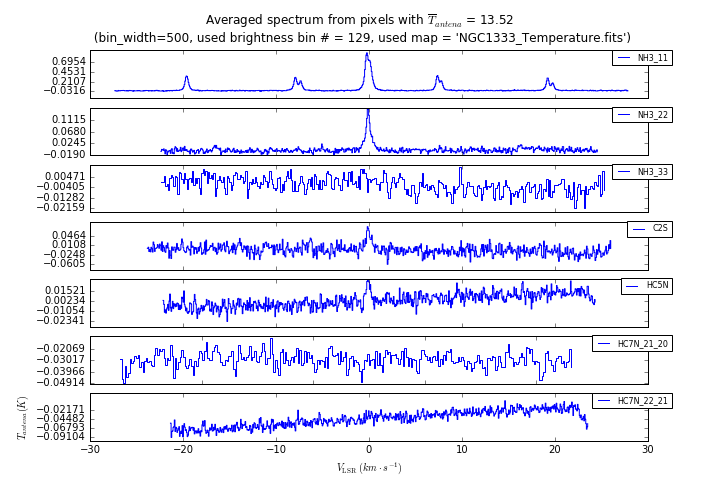 Averaged spectrum from pixels with T̅antena = 13.52
(bin_width=500, used brightness bin # = 129, used map = 'NGC1333_Temperature.fits')
NH3_11
0.6954
0.4531
0.2107
−0.0316
NH3_22
0.1115
0.0680
0.0245
−0.0190
NH3_33
0.00471
−0.00405
−0.01282
−0.02159
C2S
0.0464
0.0108
−0.0248
−0.0605
HC5N
0.01521
0.00234
−0.01054
−0.02341
HC7N_21_20
−0.02069
−0.03017
−0.03966
−0.04914
HC7N_22_21
−0.02171
−0.04482
−0.06793
−0.09104
Tantena(K)
−30 −20 −10 0 10 20 30
VLSR (km · s⁻¹)